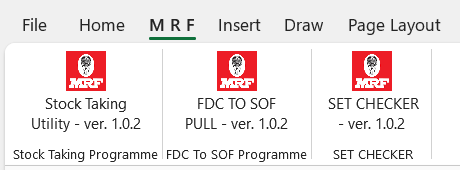 File Home M R F Insert Draw Page Layout
MRF MRF MRF
Stock Taking FDC TO SOF SET CHECKER
Utility - ver. 1.0.2 PULL - ver. 1.0.2 - ver. 1.0.2
Stock Taking Programme FDC To SOF Programme SET CHECKER